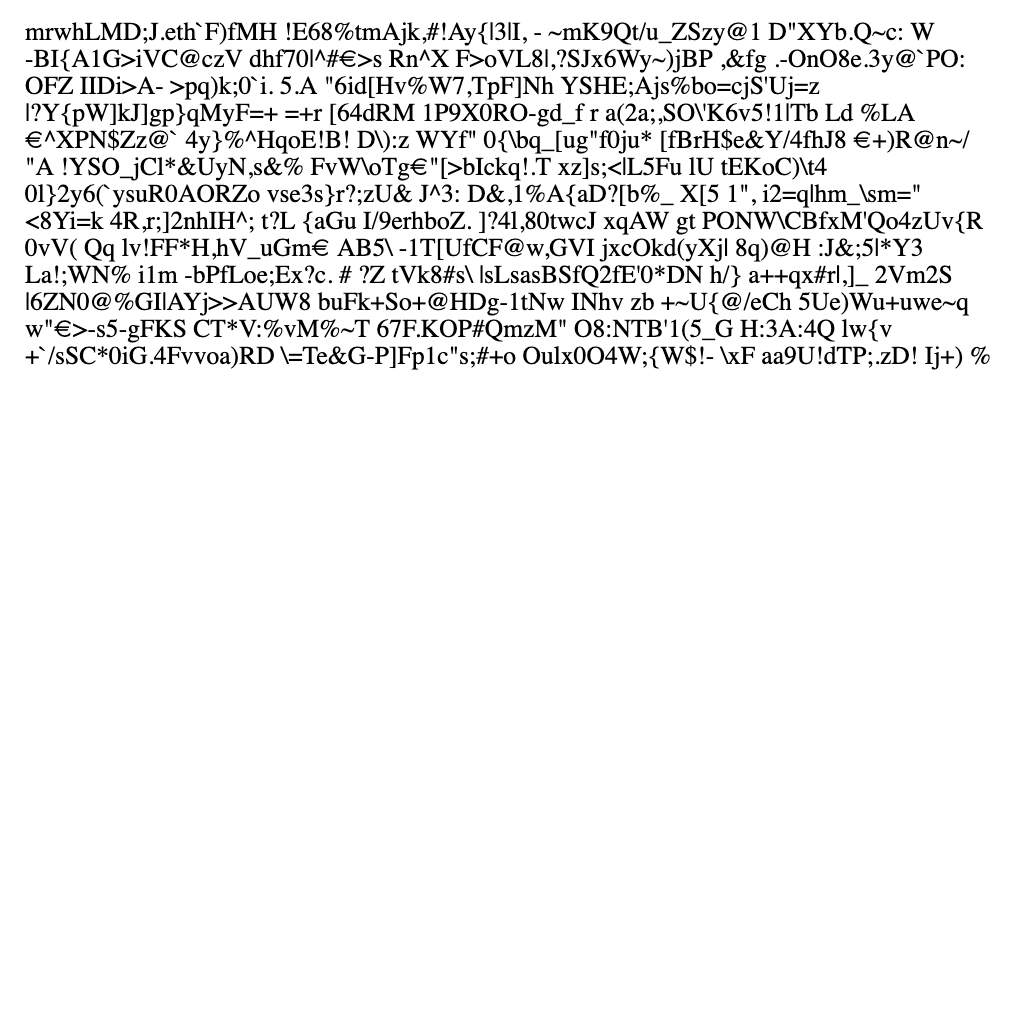 mrwhLMD;J.eth`F)fMH !E68%tmAjk,#!Ay{|3|I, - ~mK9Qt/u_ZSzy@1 D"XYb.Q~c: W
-BI{A1G>iVC@czV dhf70|^#€>s Rn^X F>oVL8|,?SJx6Wy~)jBP ,&fg .-OnO8e.3y@`PO:
OFZ IIDi>A- >pq)k;0`i. 5.A "6id[Hv%W7,TpF]Nh YSHE;Ajs%bo=cjS'Uj=z
|?Y{pW]kJ]gp}qMyF=+ =+r [64dRM 1P9X0RO-gd_f r a(2a;,SO\'K6v5!1|Tb Ld %LA
€^XPN$Zz@` 4y}%^HqoE!B! D\):z WYf" 0{\bq_[ug"f0ju* [fBrH$e&Y/4fhJ8 €+)R@n~/
"A !YSO_jCl*&UyN,s&% FvW\oTg€"[>bIckq!.T xz]s;<|L5Fu lU tEKoC)\t4
0l}2y6(`ysuR0AORZo vse3s}r?;zU& J^3: D&,1%A{aD?[b%_ X[5 1", i2=q|hm_\sm="
<8Yi=k 4R,r;]2nhIH^; t?L {aGu I/9erhboZ. ]?4l,80twcJ xqAW gt PONW\CBfxM'Qo4zUv{R
0vV( Qq lv!FF*H,hV_uGm€ AB5\ -1T[UfCF@w,GVI jxcOkd(yXj| 8q)@H :J&;5|*Y3
La!;WN% i1m -bPfLoe;Ex?c. # ?Z tVk8#s\ |sLsasBSfQ2fE'0*DN h/} a++qx#r|,]_ 2Vm2S
|6ZN0@%GI|AYj>>AUW8 buFk+So+@HDg-1tNw INhv zb +~U{@/eCh 5Ue)Wu+uwe~q
w"€>-s5-gFKS CT*V:%vM%~T 67F.KOP#QmzM" O8:NTB'1(5_G H:3A:4Q lw{v
+`/sSC*0iG.4Fvvoa)RD \=Te&G-P]Fp1c"s;#+o Oulx0O4W;{W$!- \xF aa9U!dTP;.zD! Ij+) %